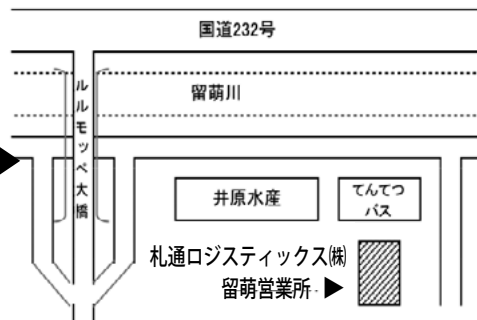 国道232号
留萌川
ルルモッペ大橋
井原水産
てんてつ
バス
札通ロジスティックス㈱
留萌営業所